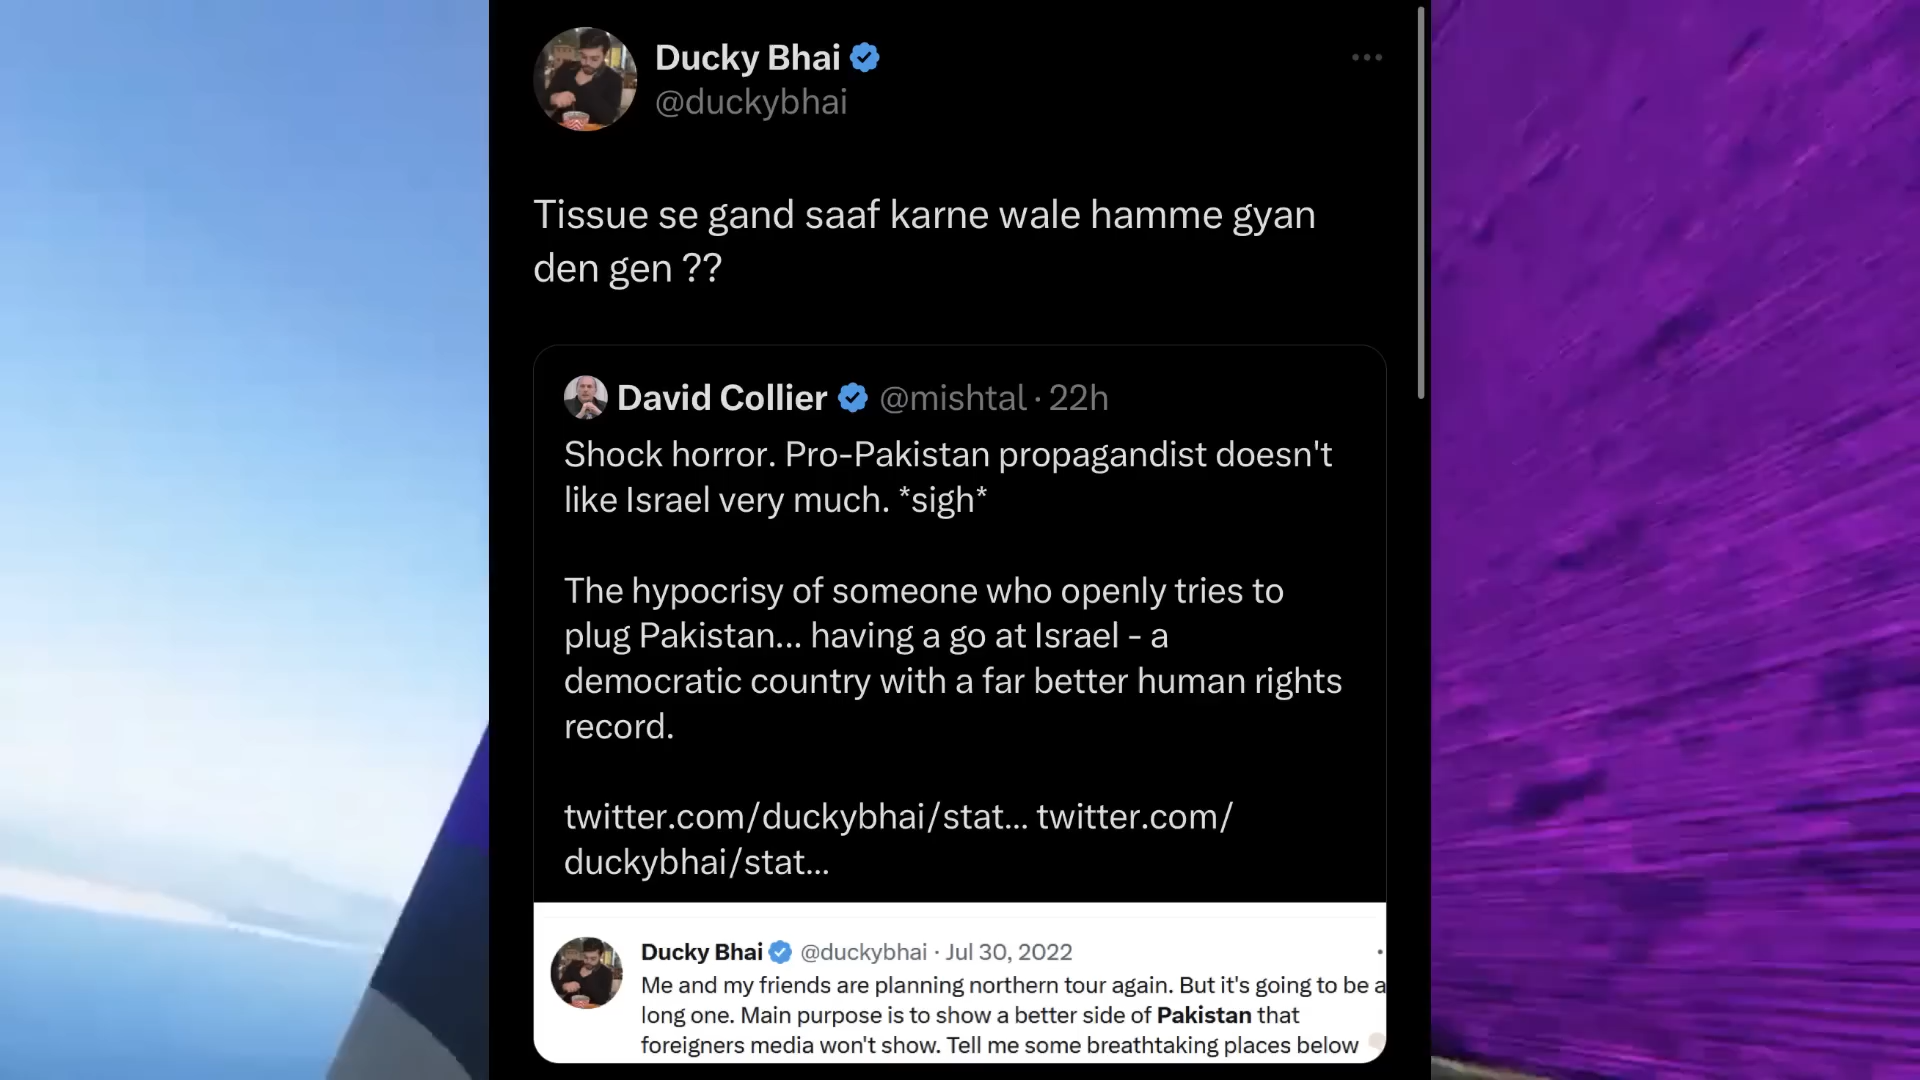 Ducky Bhai
@duckybhai
Tissue se gand saaf karne wale hamme gyan
den gen ??
David Collier @mishtal · 22h
Shock horror. Pro-Pakistan propagandist doesn't
like Israel very much. *sigh*
The hypocrisy of someone who openly tries to
plug Pakistan... having a go at Israel - a
democratic country with a far better human rights
record.
twitter.com/duckybhai/stat... twitter.com/
duckybhai/stat...
Ducky Bhai @duckybhai · Jul 30, 2022
Me and my friends are planning northern tour again. But it's going to be a
long one. Main purpose is to show a better side of Pakistan that
foreigners media won't show. Tell me some breathtaking places below